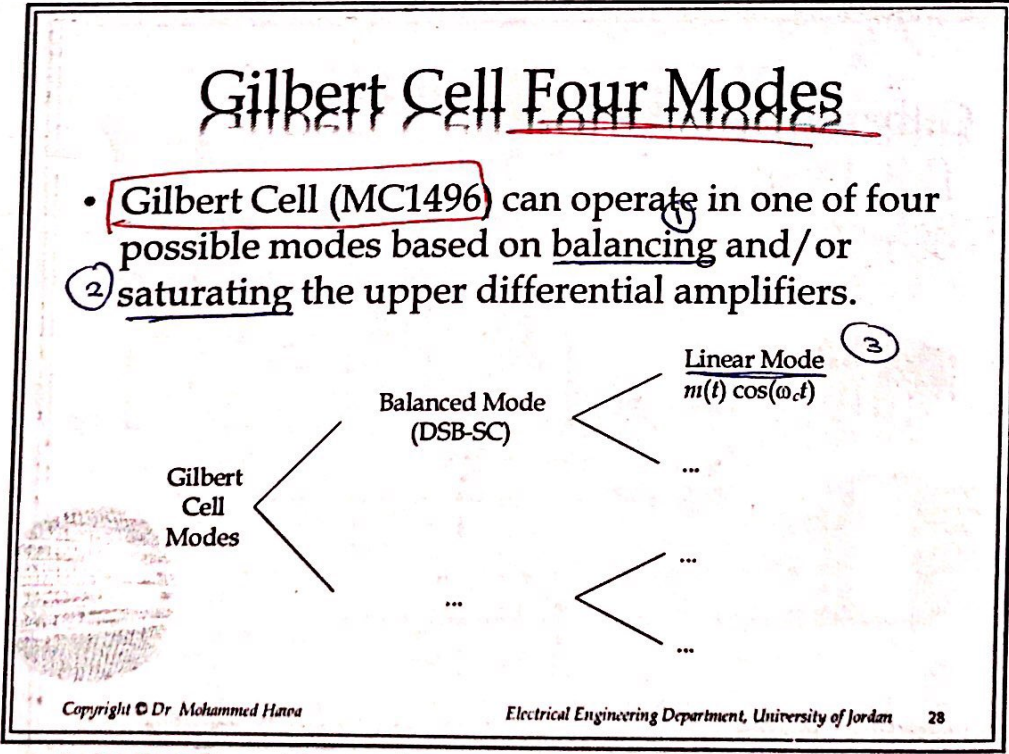 Gilbert Cell Four Modes
• Gilbert Cell (MC1496) can operate in one of four
①
possible modes based on balancing and/or
② saturating the upper differential amplifiers.
③
Linear Mode
m(t) cos(ω_c t)
Balanced Mode
(DSB-SC)
...
Gilbert
Cell
Modes
...
...
...
Copyright © Dr Mohammed Hawa
Electrical Engineering Department, University of Jordan 28